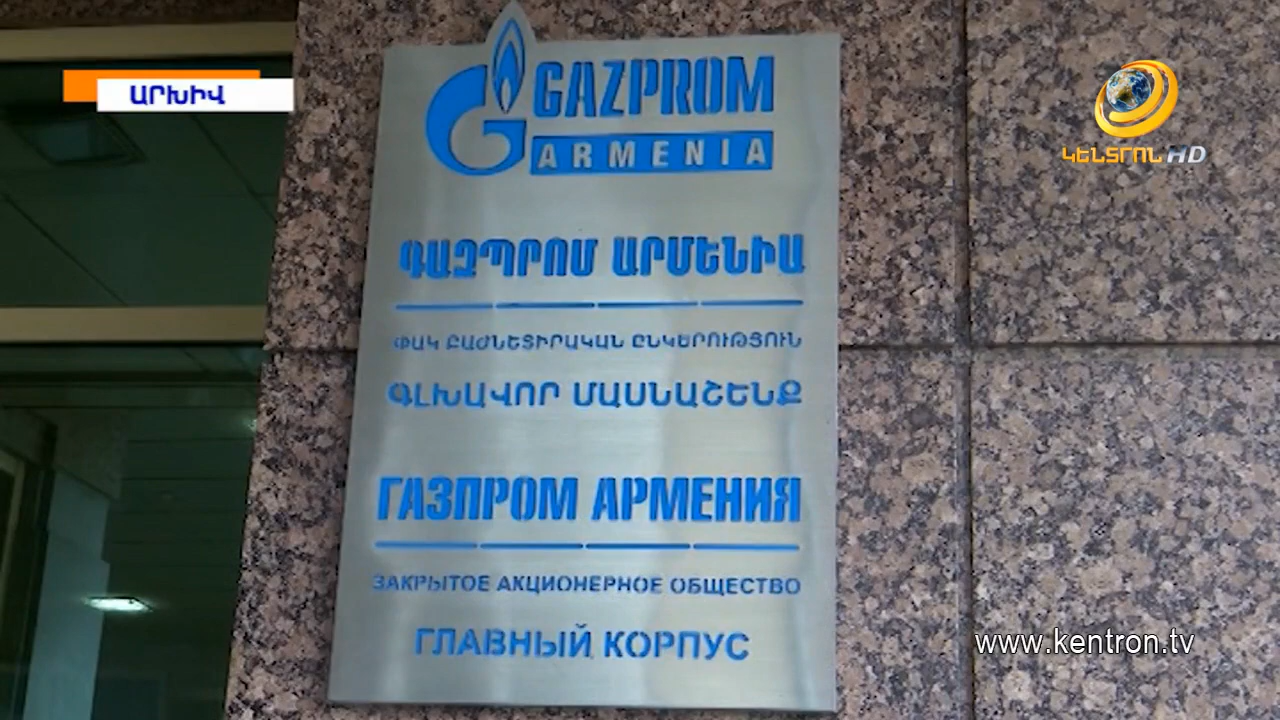 ԱՐԽԻՎ
ԿԵՆՏՐՈՆ HD
GAZPROM
ARMENIA
ԳԱԶՊՐՈՄ ԱՐՄԵՆԻԱ
ՓԱԿ ԲԱԺՆԵՏԻՐԱԿԱՆ ԸՆԿԵՐՈՒԹՅՈՒՆ
ԳԼԽԱՎՈՐ ՄԱՍՆԱՇԵՆՔ
ГАЗПРОМ АРМЕНИЯ
ЗАКРЫТОЕ АКЦИОНЕРНОЕ ОБЩЕСТВО
ГЛАВНЫЙ КОРПУС
www.kentron.tv